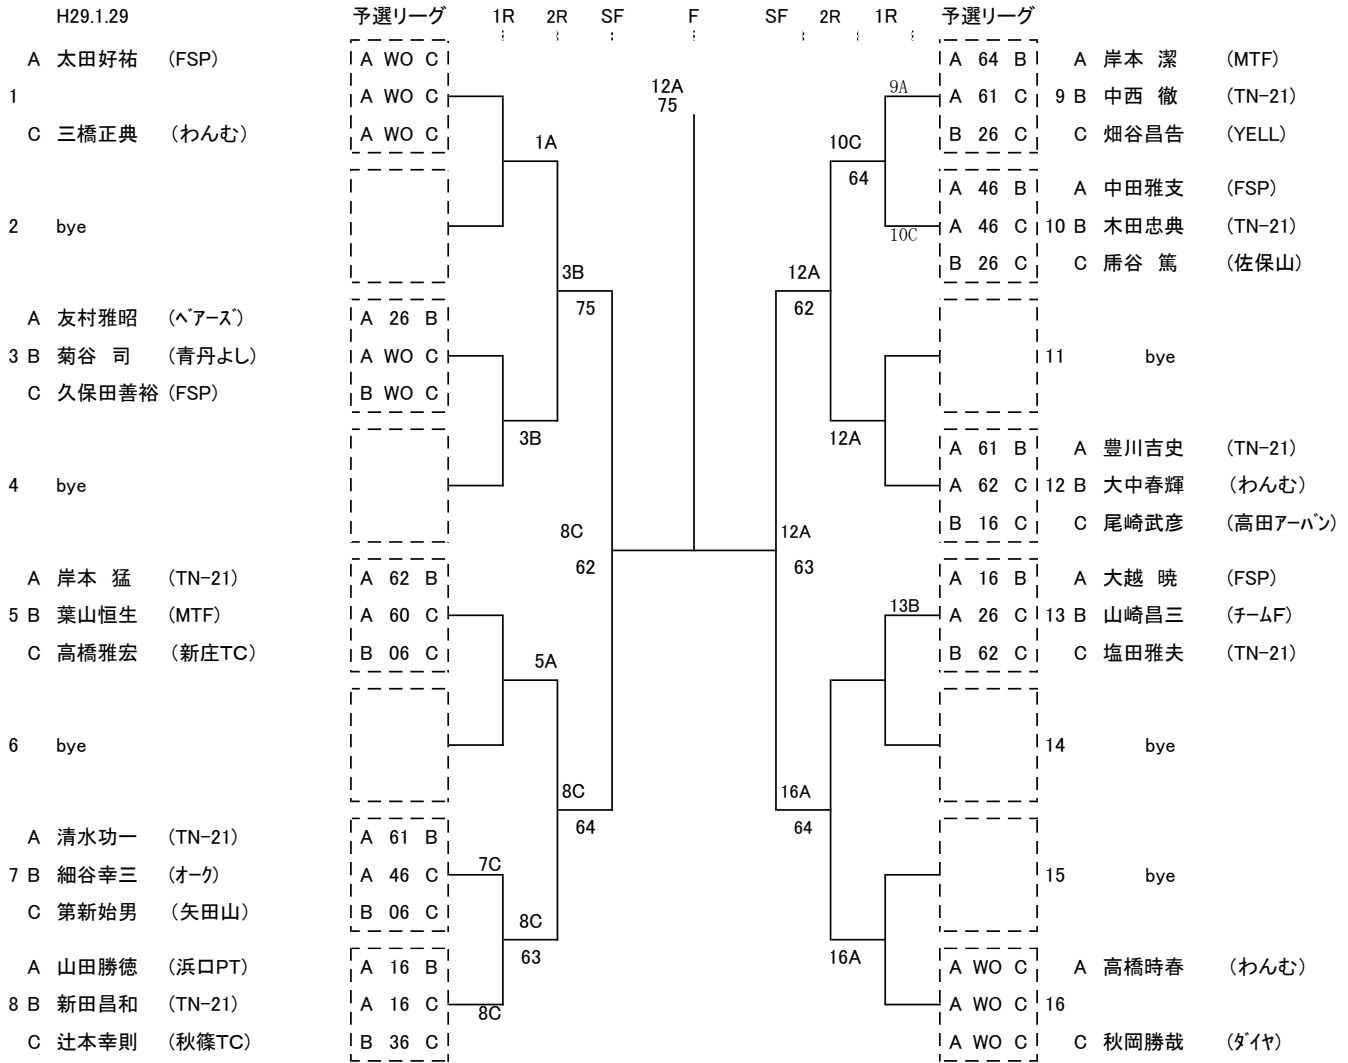 H29.1.29 予選リーグ 1R 2R SF F SF 2R 1R 予選リーグ
A 太田好祐 (FSP) A WO C 12A A 64 B A 岸本 潔 (MTF)
1 A WO C 75 9A A 61 C 9 B 中西 徹 (TN-21)
C 三橋正典 (わんむ) A WO C 1A 10C B 26 C C 畑谷昌告 (YELL)
64 A 46 B A 中田雅支 (FSP)
2 bye 10C A 46 C 10 B 木田忠典 (TN-21)
3B 12A B 26 C C 乕谷 篤 (佐保山)
75 62
A 友村雅昭 (ベアーズ) A 26 B
3 B 菊谷 司 (青丹よし) A WO C 11 bye
C 久保田善裕 (FSP) B WO C
3B 12A A 61 B A 豊川吉史 (TN-21)
4 bye A 62 C 12 B 大中春輝 (わんむ)
8C 12A B 16 C C 尾崎武彦 (高田アーバン)
62 63
A 岸本 猛 (TN-21) A 62 B A 16 B A 大越 暁 (FSP)
5 B 葉山恒生 (MTF) A 60 C 13B A 26 C 13 B 山崎昌三 (チームF)
C 高橋雅宏 (新庄TC) B 06 C 5A B 62 C C 塩田雅夫 (TN-21)
6 bye 14 bye
8C 16A
64 64
A 清水功一 (TN-21) A 61 B
7 B 細谷幸三 (オーク) A 46 C 7C 15 bye
C 第新始男 (矢田山) B 06 C 8C
63 16A
A 山田勝徳 (浜口PT) A 16 B A WO C A 高橋時春 (わんむ)
8 B 新田昌和 (TN-21) A 16 C 8C A WO C 16
C 辻本幸則 (秋篠TC) B 36 C A WO C C 秋岡勝哉 (ダイヤ)